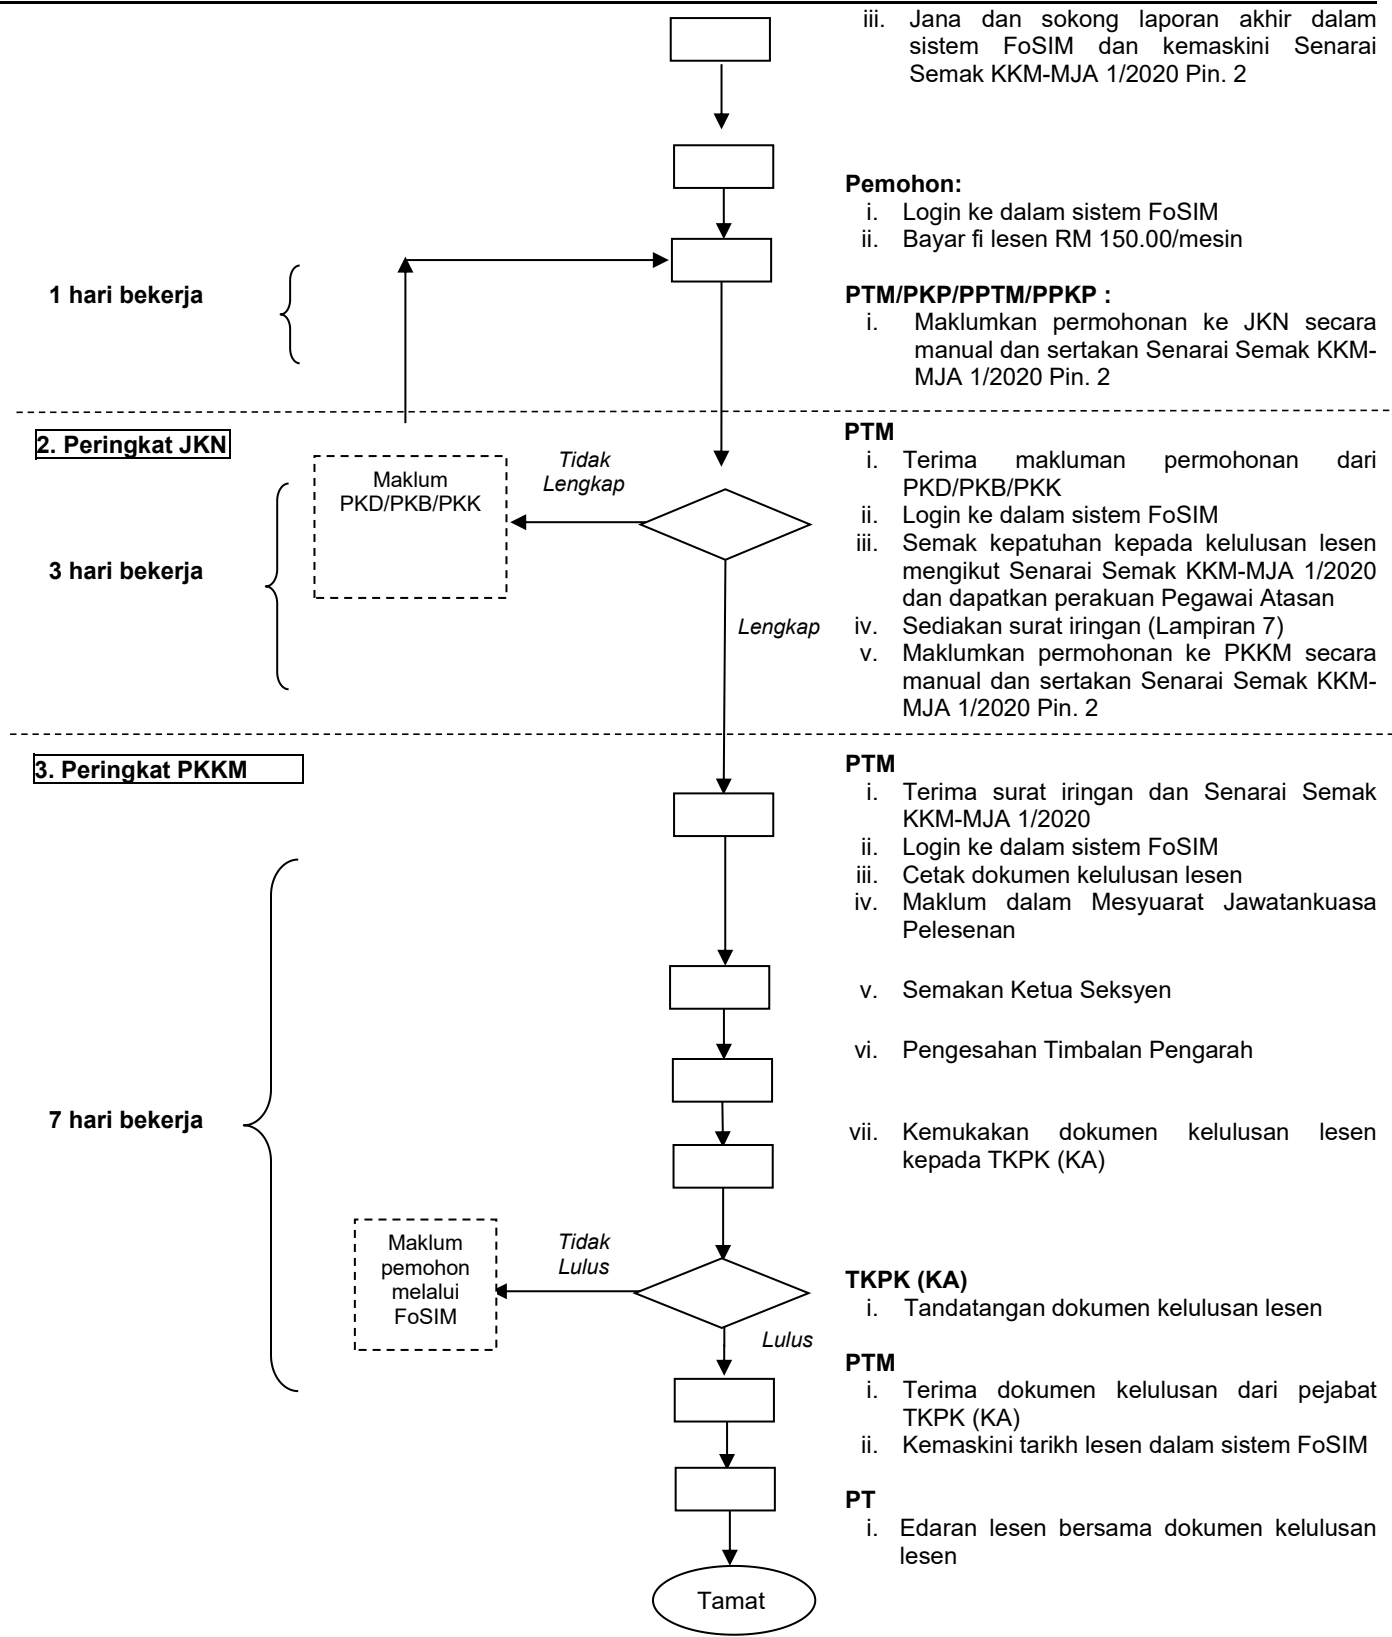 iii. Jana dan sokong laporan akhir dalam
sistem FoSIM dan kemaskini Senarai
Semak KKM-MJA 1/2020 Pin. 2
Pemohon:
i. Login ke dalam sistem FoSIM
ii. Bayar fi lesen RM 150.00/mesin
1 hari bekerja
PTM/PKP/PPTM/PPKP :
i. Maklumkan permohonan ke JKN secara
manual dan sertakan Senarai Semak KKM-
MJA 1/2020 Pin. 2
2. Peringkat JKN
3 hari bekerja
Maklum
PKD/PKB/PKK
Tidak
Lengkap
Lengkap
PTM
i. Terima makluman permohonan dari
PKD/PKB/PKK
ii. Login ke dalam sistem FoSIM
iii. Semak kepatuhan kepada kelulusan lesen
mengikut Senarai Semak KKM-MJA 1/2020
dan dapatkan perakuan Pegawai Atasan
iv. Sediakan surat iringan (Lampiran 7)
v. Maklumkan permohonan ke PKKM secara
manual dan sertakan Senarai Semak KKM-
MJA 1/2020 Pin. 2
3. Peringkat PKKM
PTM
i. Terima surat iringan dan Senarai Semak
KKM-MJA 1/2020
ii. Login ke dalam sistem FoSIM
iii. Cetak dokumen kelulusan lesen
iv. Maklum dalam Mesyuarat Jawatankuasa
Pelesenan
v. Semakan Ketua Seksyen
vi. Pengesahan Timbalan Pengarah
7 hari bekerja
vii. Kemukakan dokumen kelulusan lesen
kepada TKPK (KA)
Maklum
pemohon
melalui
FoSIM
Tidak
Lulus
Lulus
TKPK (KA)
i. Tandatangan dokumen kelulusan lesen
PTM
i. Terima dokumen kelulusan dari pejabat
TKPK (KA)
ii. Kemaskini tarikh lesen dalam sistem FoSIM
PT
i. Edaran lesen bersama dokumen kelulusan
lesen
Tamat